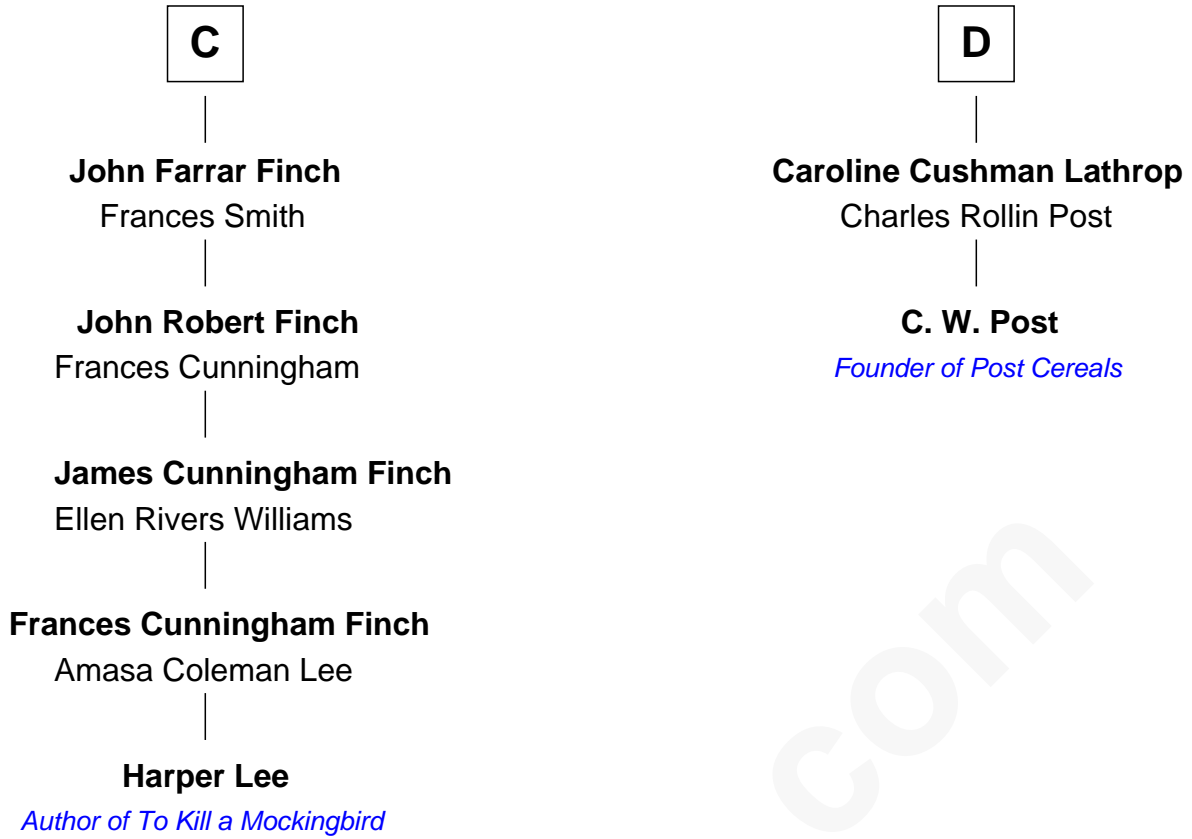 C
John Farrar Finch
Frances Smith
John Robert Finch
Frances Cunningham
James Cunningham Finch
Ellen Rivers Williams
Frances Cunningham Finch
Amasa Coleman Lee
Harper Lee
Author of To Kill a Mockingbird
D
Caroline Cushman Lathrop
Charles Rollin Post
C. W. Post
Founder of Post Cereals
com